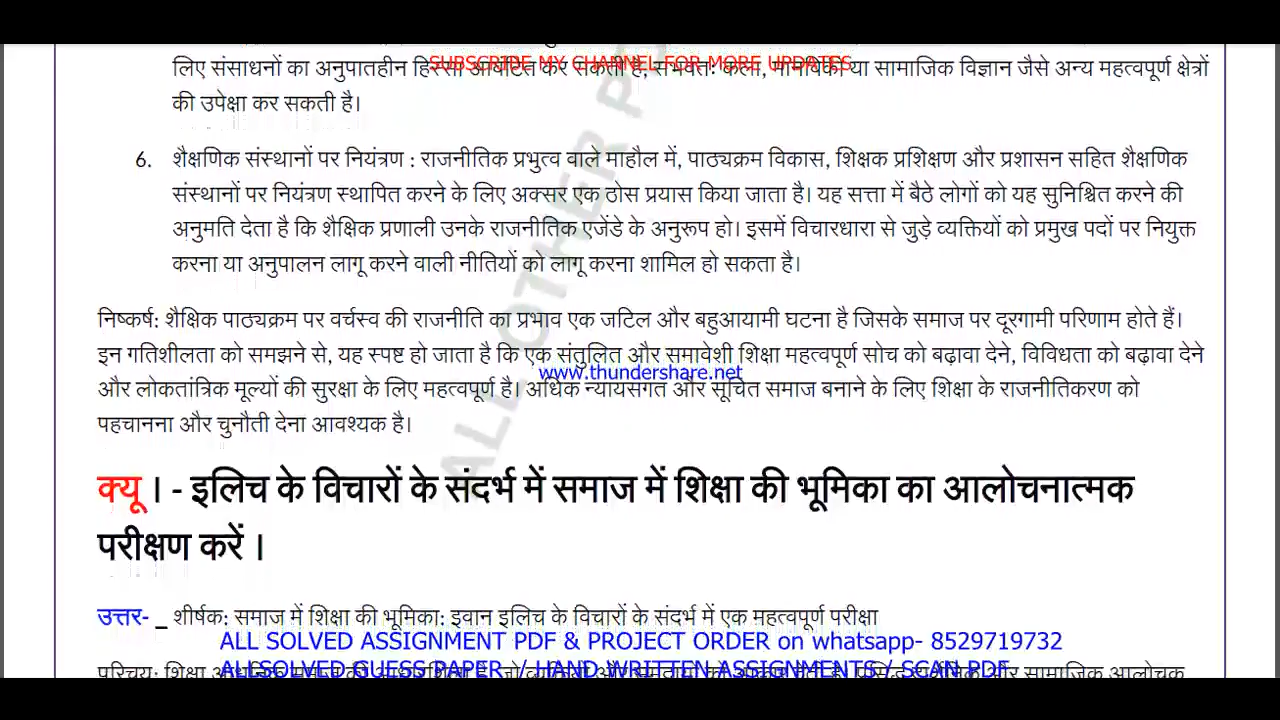 SUBSCRIBE MY CHANNEL FOR MORE UPDATES
लिए संसाधनों का अनुपातहीन हिस्सा आवंटित कर सकती है, संभवतः कला, मानविकी या सामाजिक विज्ञान जैसे अन्य महत्वपूर्ण क्षेत्रों
की उपेक्षा कर सकती है।
6. शैक्षणिक संस्थानों पर नियंत्रण : राजनीतिक प्रभुत्व वाले माहौल में, पाठ्यक्रम विकास, शिक्षक प्रशिक्षण और प्रशासन सहित शैक्षणिक
संस्थानों पर नियंत्रण स्थापित करने के लिए अक्सर एक ठोस प्रयास किया जाता है। यह सत्ता में बैठे लोगों को यह सुनिश्चित करने की
अनुमति देता है कि शैक्षिक प्रणाली उनके राजनीतिक एजेंडे के अनुरूप हो। इसमें विचारधारा से जुड़े व्यक्तियों को प्रमुख पदों पर नियुक्त
करना या अनुपालन लागू करने वाली नीतियों को लागू करना शामिल हो सकता है।
ALL OTHER
निष्कर्ष: शैक्षिक पाठ्यक्रम पर वर्चस्व की राजनीति का प्रभाव एक जटिल और बहुआयामी घटना है जिसके समाज पर दूरगामी परिणाम होते हैं।
इन गतिशीलता को समझने से, यह स्पष्ट हो जाता है कि एक संतुलित और समावेशी शिक्षा महत्वपूर्ण सोच को बढ़ावा देने, विविधता को बढ़ावा देने
www.thundershare.net
और लोकतांत्रिक मूल्यों की सुरक्षा के लिए महत्वपूर्ण है। अधिक न्यायसंगत और सूचित समाज बनाने के लिए शिक्षा के राजनीतिकरण को
पहचानना और चुनौती देना आवश्यक है।
क्यू । - इलिच के विचारों के संदर्भ में समाज में शिक्षा की भूमिका का आलोचनात्मक
परीक्षण करें ।
उत्तर- _ शीर्षक: समाज में शिक्षा की भूमिका: इवान इलिच के विचारों के संदर्भ में एक महत्वपूर्ण परीक्षा
ALL SOLVED ASSIGNMENT PDF & PROJECT ORDER on whatsapp- 8529719732
परिचय: शिक्षा
ALL SOLVED GUESS PAPER / HAND WRITTEN ASSIGNMENTS / SCAN PDF
और सामाजिक आलोचक